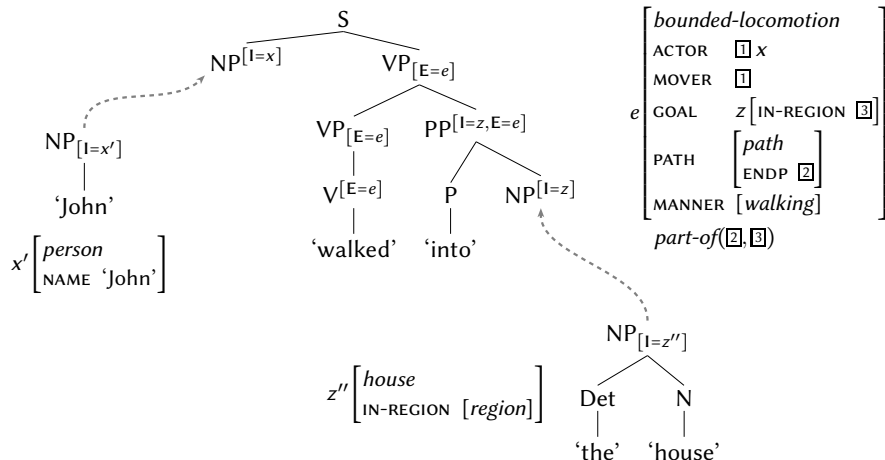 S
NP[I=x] VP[E=e]
VP[E=e] PP[I=z,E=e]
NP[I=x′] V[E=e] P NP[I=z]
‘John’ ‘walked’ ‘into’
x′ [person
NAME ‘John’]
e [bounded-locomotion
ACTOR 1 x
MOVER 1
GOAL z [IN-REGION 3]
PATH [path
ENDP 2]
MANNER [walking]]
part-of(2, 3)
NP[I=z′′]
z′′ [house
IN-REGION [region]]
Det N
‘the’ ‘house’